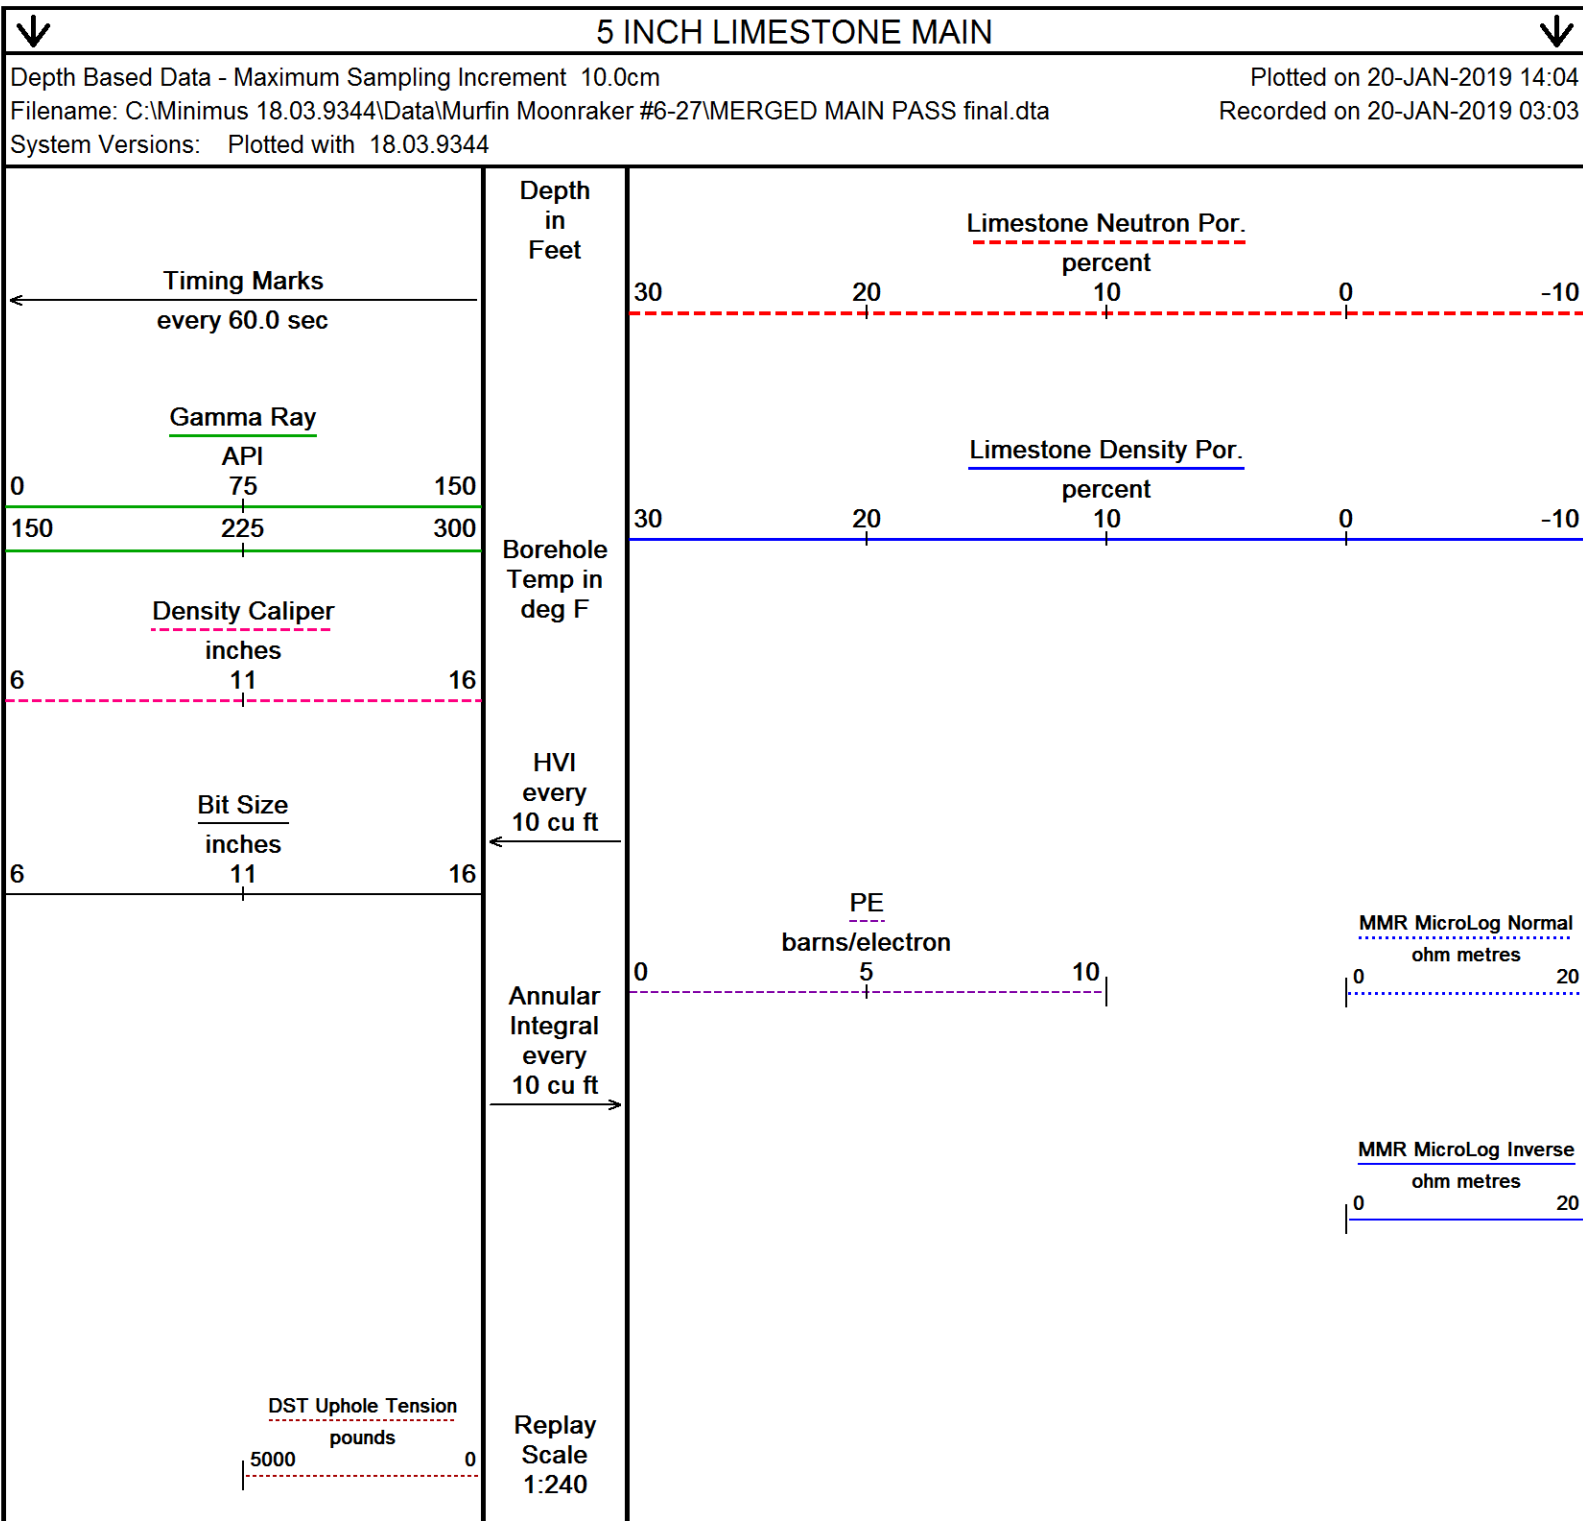 5 INCH LIMESTONE MAIN
Depth Based Data - Maximum Sampling Increment 10.0cm
Plotted on 20-JAN-2019 14:04
Filename: C:\Minimus 18.03.9344\Data\Murfin Moonraker #6-27\MERGED MAIN PASS final.dta
Recorded on 20-JAN-2019 03:03
System Versions: Plotted with 18.03.9344
Timing Marks
every 60.0 sec
Gamma Ray
API
0 75 150
150 225 300
Density Caliper
inches
6 11 16
Bit Size
inches
6 11 16
DST Uphole Tension
pounds
5000 0
Depth
in
Feet
Borehole
Temp in
deg F
HVI
every
10 cu ft
Annular
Integral
every
10 cu ft
Replay
Scale
1:240
Limestone Neutron Por.
percent
30 20 10 0 -10
Limestone Density Por.
percent
30 20 10 0 -10
PE
barns/electron
0 5 10
MMR MicroLog Normal
ohm metres
0 20
MMR MicroLog Inverse
ohm metres
0 20